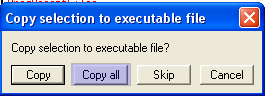 Copy selection to executable file
Copy selection to executable file?
Copy Copy all Skip Cancel